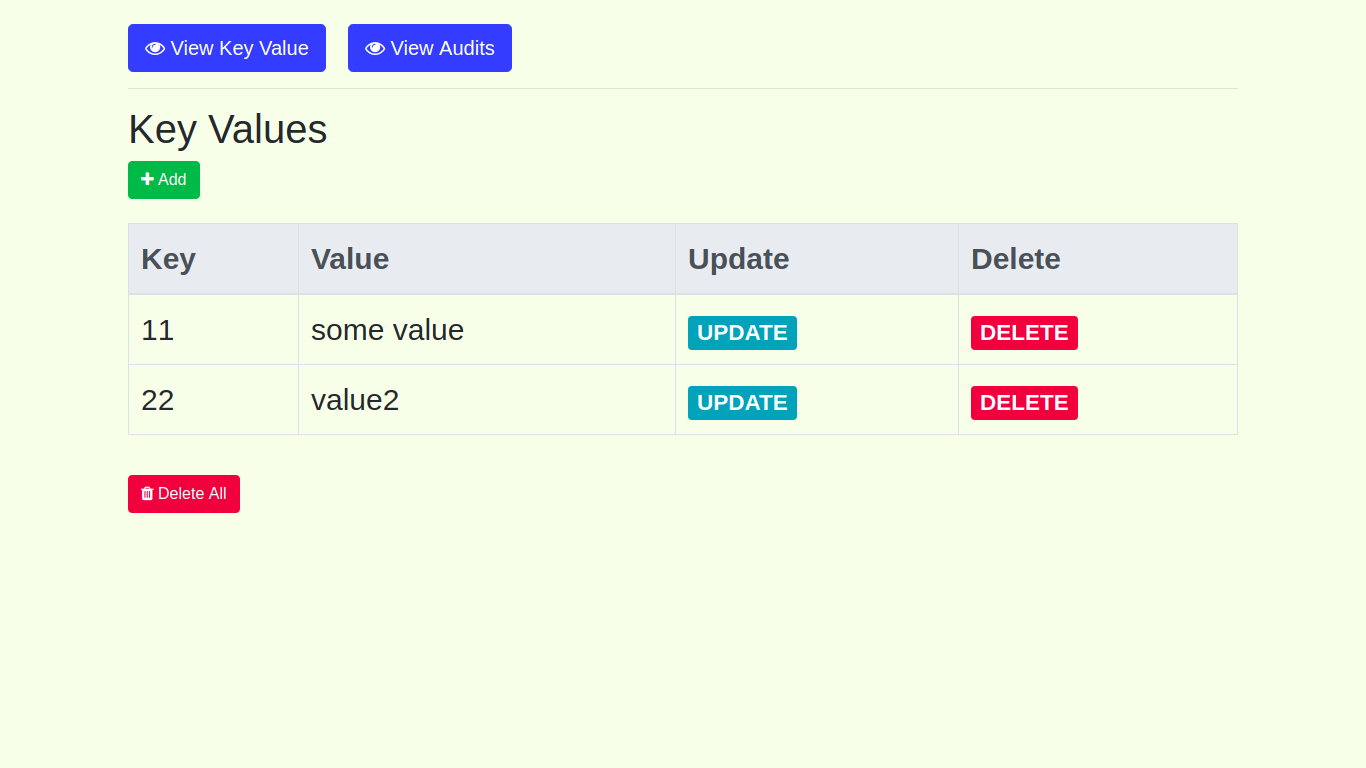 View Key Value View Audits
Key Values
Add
Key Value Update Delete
11 some value UPDATE DELETE
22 value2 UPDATE DELETE
Delete All